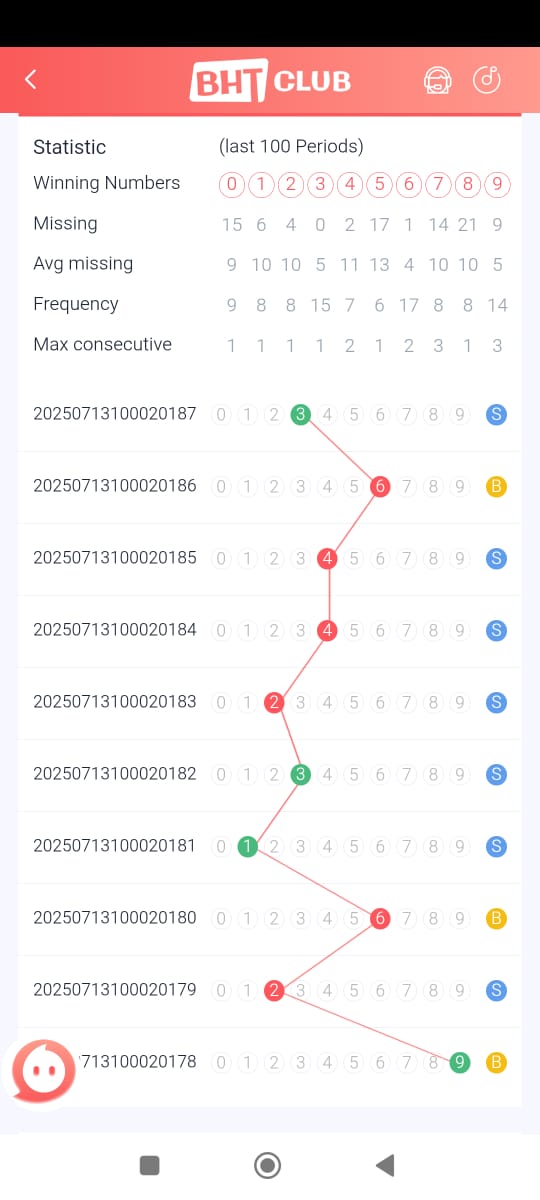 BHT CLUB
Statistic (last 100 Periods)
Winning Numbers 0 1 2 3 4 5 6 7 8 9
Missing 15 6 4 0 2 17 1 14 21 9
Avg missing 9 10 10 5 11 13 4 10 10 5
Frequency 9 8 8 15 7 6 17 8 8 14
Max consecutive 1 1 1 1 2 1 2 3 1 3
20250713100020187 0 1 2 3 4 5 6 7 8 9 S
20250713100020186 0 1 2 3 4 5 6 7 8 9 B
20250713100020185 0 1 2 3 4 5 6 7 8 9 S
20250713100020184 0 1 2 3 4 5 6 7 8 9 S
20250713100020183 0 1 2 3 4 5 6 7 8 9 S
20250713100020182 0 1 2 3 4 5 6 7 8 9 S
20250713100020181 0 1 2 3 4 5 6 7 8 9 S
20250713100020180 0 1 2 3 4 5 6 7 8 9 B
20250713100020179 0 1 2 3 4 5 6 7 8 9 S
713100020178 0 1 2 3 4 5 6 7 8 9 B